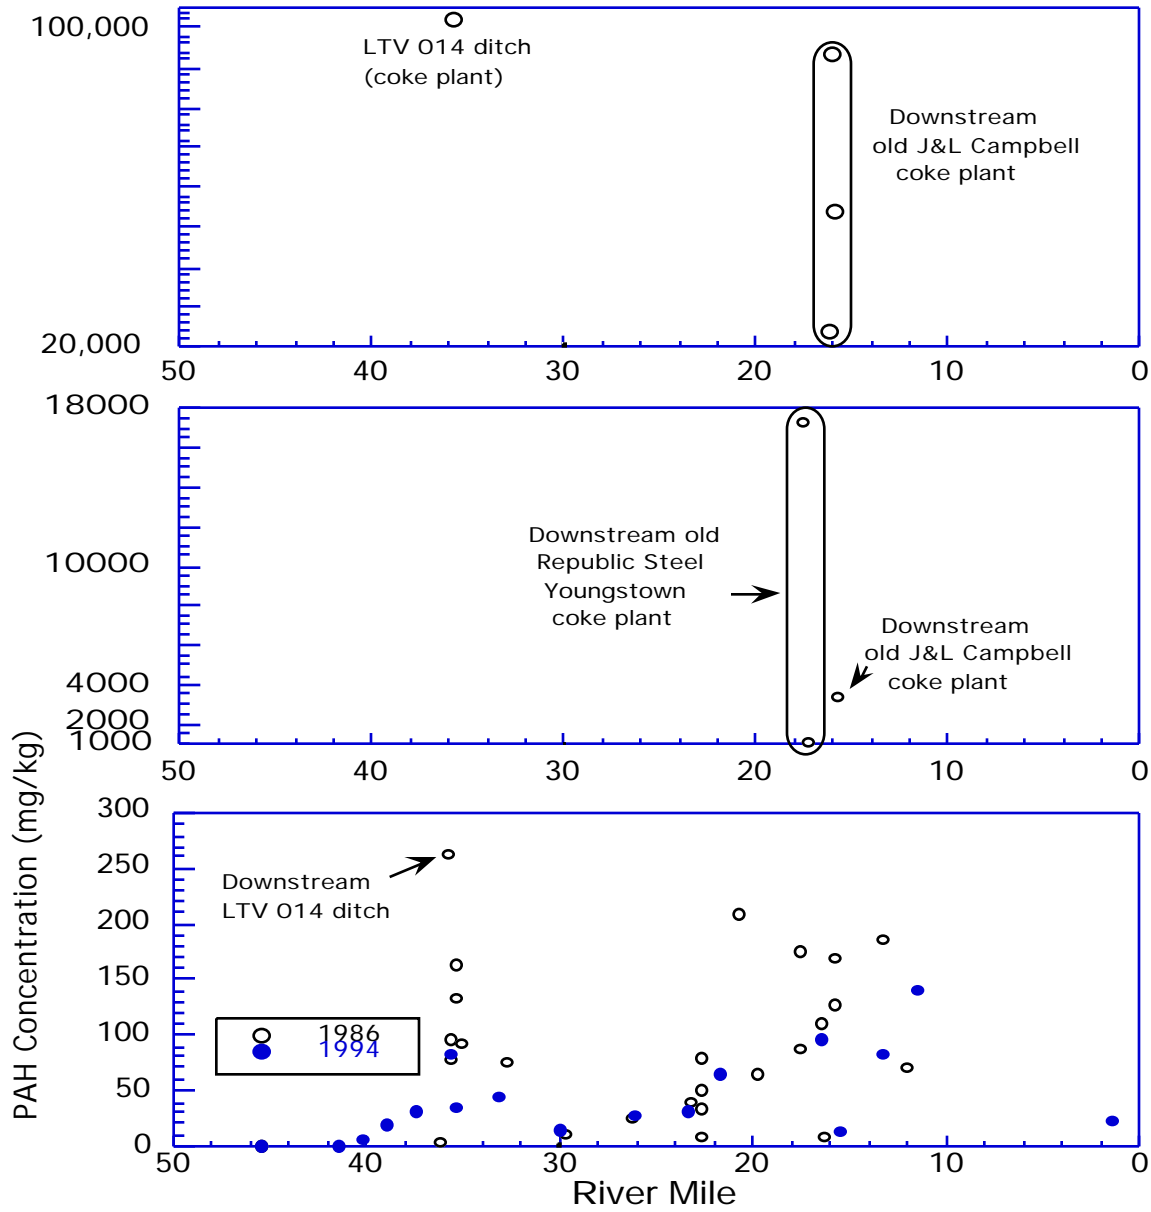 100,000
LTV 014 ditch
(coke plant)
Downstream
old J&L Campbell
coke plant
20,000
50 40 30 20 10 0
18000
Downstream old
Republic Steel
Youngstown
coke plant
10000
Downstream
old J&L Campbell
coke plant
4000
2000
1000
50 40 30 20 10 0
PAH Concentration (mg/kg)
300
250
Downstream
LTV 014 ditch
200
150
100
1986
1994
50
0
50 40 30 20 10 0
River Mile